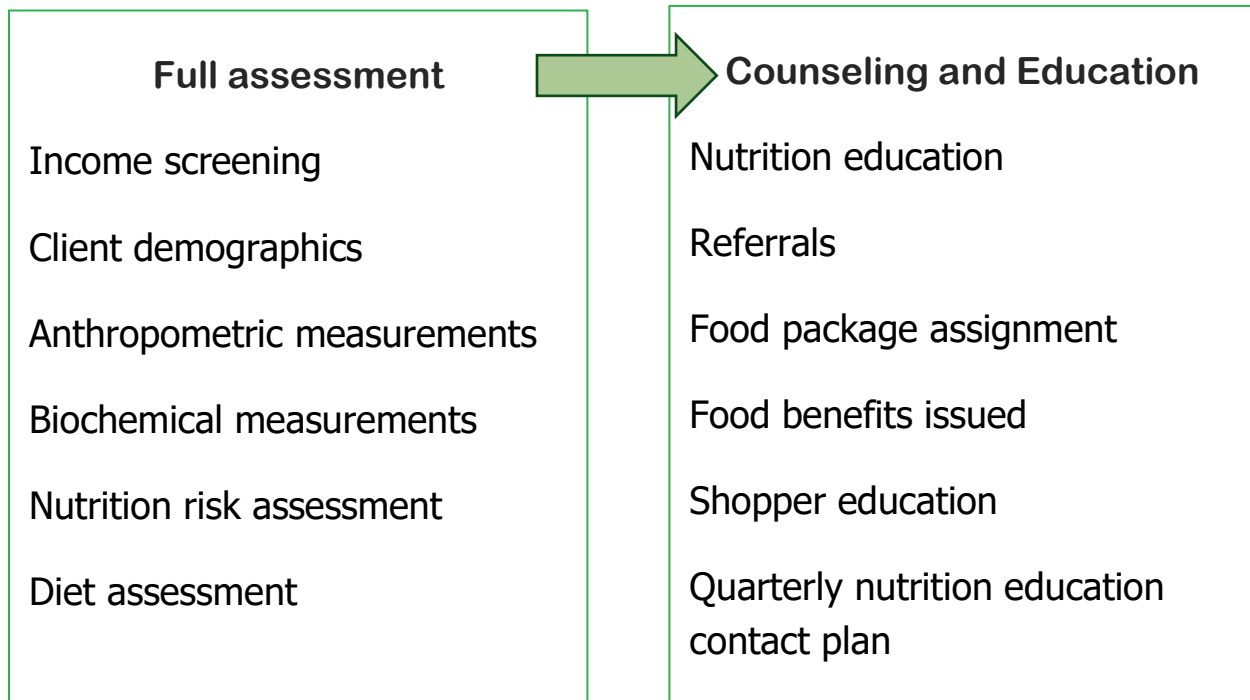 Full assessment
Income screening
Client demographics
Anthropometric measurements
Biochemical measurements
Nutrition risk assessment
Diet assessment
Counseling and Education
Nutrition education
Referrals
Food package assignment
Food benefits issued
Shopper education
Quarterly nutrition education
contact plan